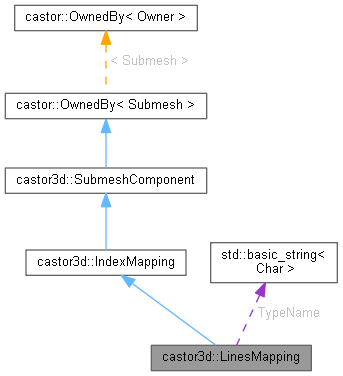 castor::OwnedBy< Owner >
< Submesh >
castor::OwnedBy< Submesh >
castor3d::SubmeshComponent
castor3d::IndexMapping
std::basic_string<
Char >
TypeName
castor3d::LinesMapping